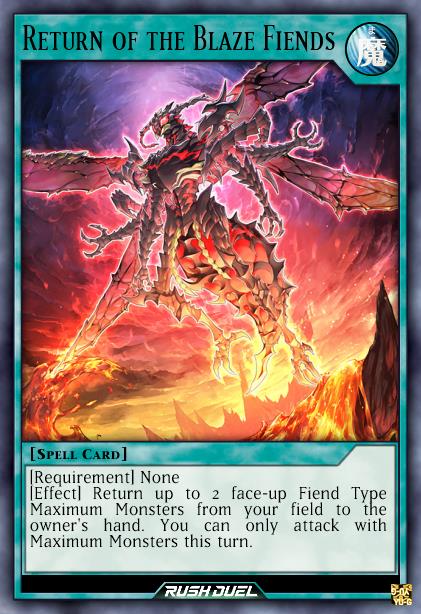 Return of the Blaze Fiends
ま
魔
[Spell Card]
[Requirement] None
[Effect] Return up to 2 face-up Fiend Type
Maximum Monsters from your field to the
owner's hand. You can only attack with
Maximum Monsters this turn.
RUSH DUEL